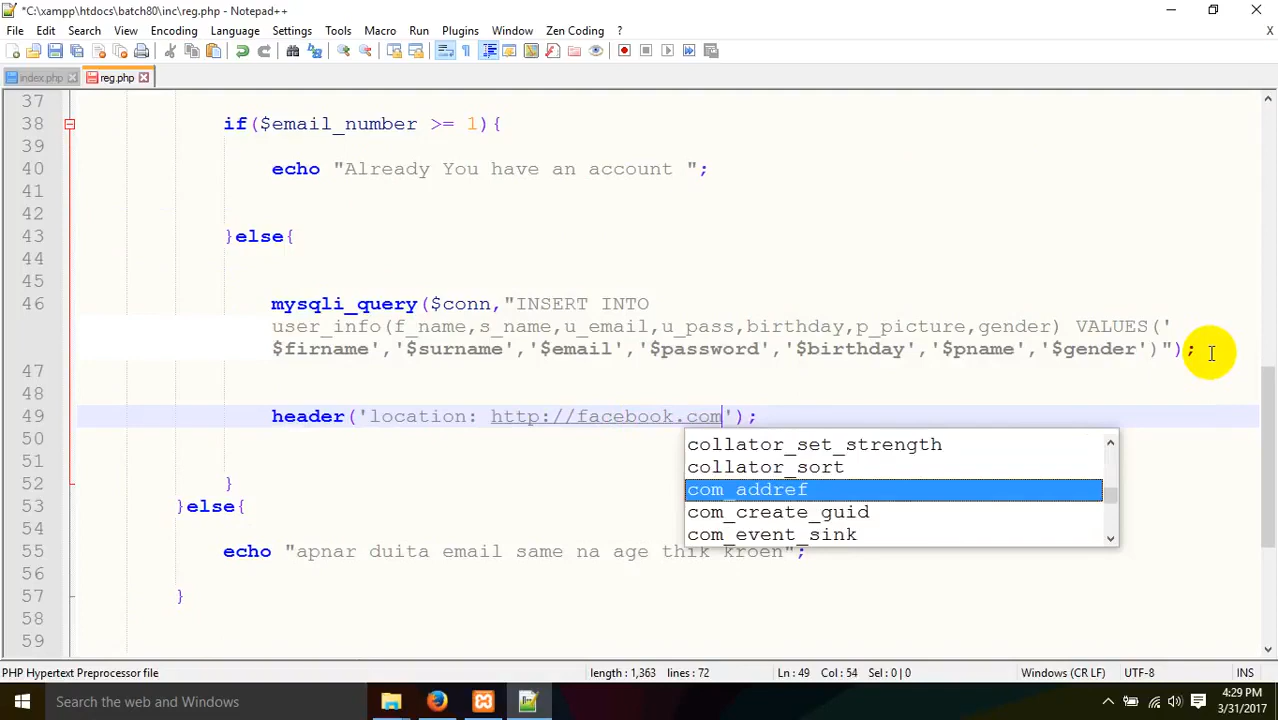 *C:\xampp\htdocs\batch80\inc\reg.php - Notepad++
File Edit Search View Encoding Language Settings Tools Macro Run Plugins Window Zen Coding ? X
index.php reg.php
37
38 if($email_number >= 1){
39
40 echo "Already You have an account ";
41
42
43 }else{
44
45
46 mysqli_query($conn,"INSERT INTO
user_info(f_name,s_name,u_email,u_pass,birthday,p_picture,gender) VALUES('
$firname','$surname','$email','$password','$birthday','$pname','$gender')");
47
48
49 header('location: http://facebook.com');
50
collator_set_strength
51
collator_sort
52 }
com_addref
53 }else{
com_create_guid
54
com_event_sink
55 echo "apnar duita email same na age thik kroen";
56
57 }
58
59
PHP Hypertext Preprocessor file length : 1,363 lines : 72 Ln : 49 Col : 54 Sel : 0 | 0 Windows (CR LF) UTF-8 INS
Search the web and Windows
4:29 PM
3/31/2017